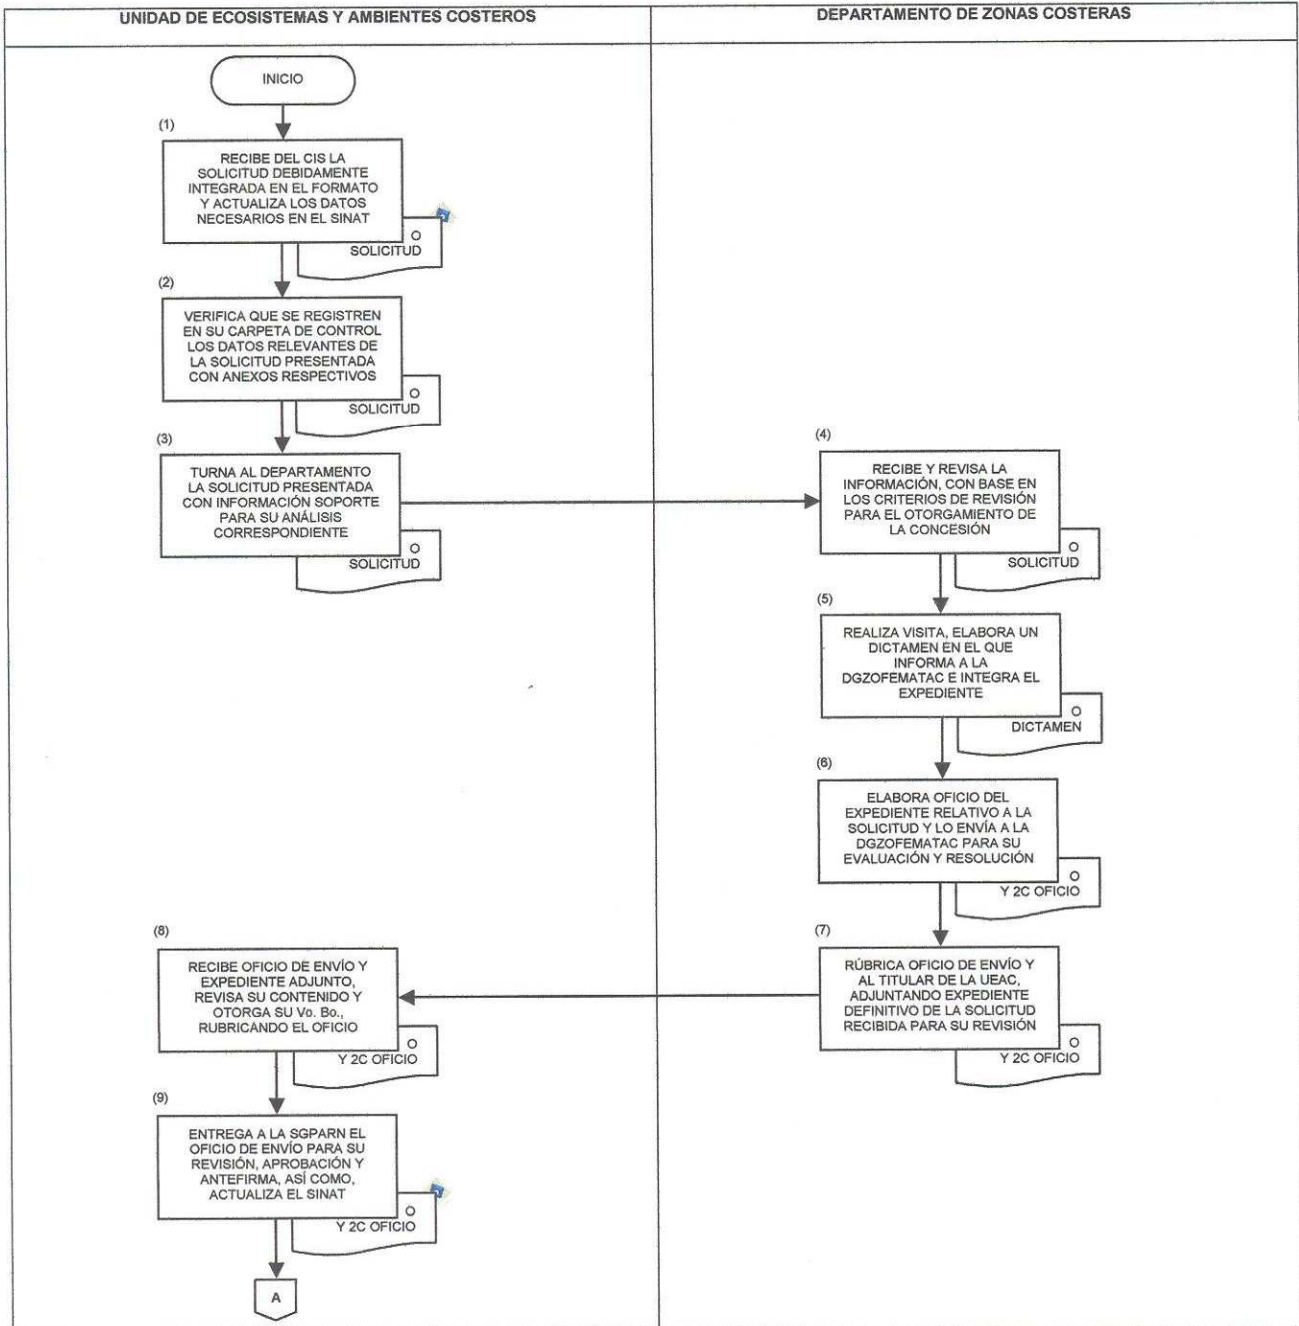 UNIDAD DE ECOSISTEMAS Y AMBIENTES COSTEROS
DEPARTAMENTO DE ZONAS COSTERAS
INICIO
(1)
RECIBE DEL CIS LA
SOLICITUD DEBIDAMENTE
INTEGRADA EN EL FORMATO
Y ACTUALIZA LOS DATOS
NECESARIOS EN EL SINAT
O
SOLICITUD
(2)
VERIFICA QUE SE REGISTREN
EN SU CARPETA DE CONTROL
LOS DATOS RELEVANTES DE
LA SOLICITUD PRESENTADA
CON ANEXOS RESPECTIVOS
O
SOLICITUD
(3)
TURNA AL DEPARTAMENTO
LA SOLICITUD PRESENTADA
CON INFORMACIÓN SOPORTE
PARA SU ANÁLISIS
CORRESPONDIENTE
O
SOLICITUD
(4)
RECIBE Y REVISA LA
INFORMACIÓN, CON BASE EN
LOS CRITERIOS DE REVISIÓN
PARA EL OTORGAMIENTO DE
LA CONCESIÓN
O
SOLICITUD
(5)
REALIZA VISITA, ELABORA UN
DICTAMEN EN EL QUE
INFORMA A LA
DGZOFEMATAC E INTEGRA EL
EXPEDIENTE
O
DICTAMEN
(6)
ELABORA OFICIO DEL
EXPEDIENTE RELATIVO A LA
SOLICITUD Y LO ENVÍA A LA
DGZOFEMATAC PARA SU
EVALUACIÓN Y RESOLUCIÓN
O
Y 2C OFICIO
(7)
RÚBRICA OFICIO DE ENVÍO Y
AL TITULAR DE LA UEAC,
ADJUNTANDO EXPEDIENTE
DEFINITIVO DE LA SOLICITUD
RECIBIDA PARA SU REVISIÓN
O
Y 2C OFICIO
(8)
RECIBE OFICIO DE ENVÍO Y
EXPEDIENTE ADJUNTO,
REVISA SU CONTENIDO Y
OTORGA SU Vo. Bo.,
RUBRICANDO EL OFICIO
O
Y 2C OFICIO
(9)
ENTREGA A LA SGPARN EL
OFICIO DE ENVÍO PARA SU
REVISIÓN, APROBACIÓN Y
ANTEFIRMA, ASÍ COMO,
ACTUALIZA EL SINAT
O
Y 2C OFICIO
A